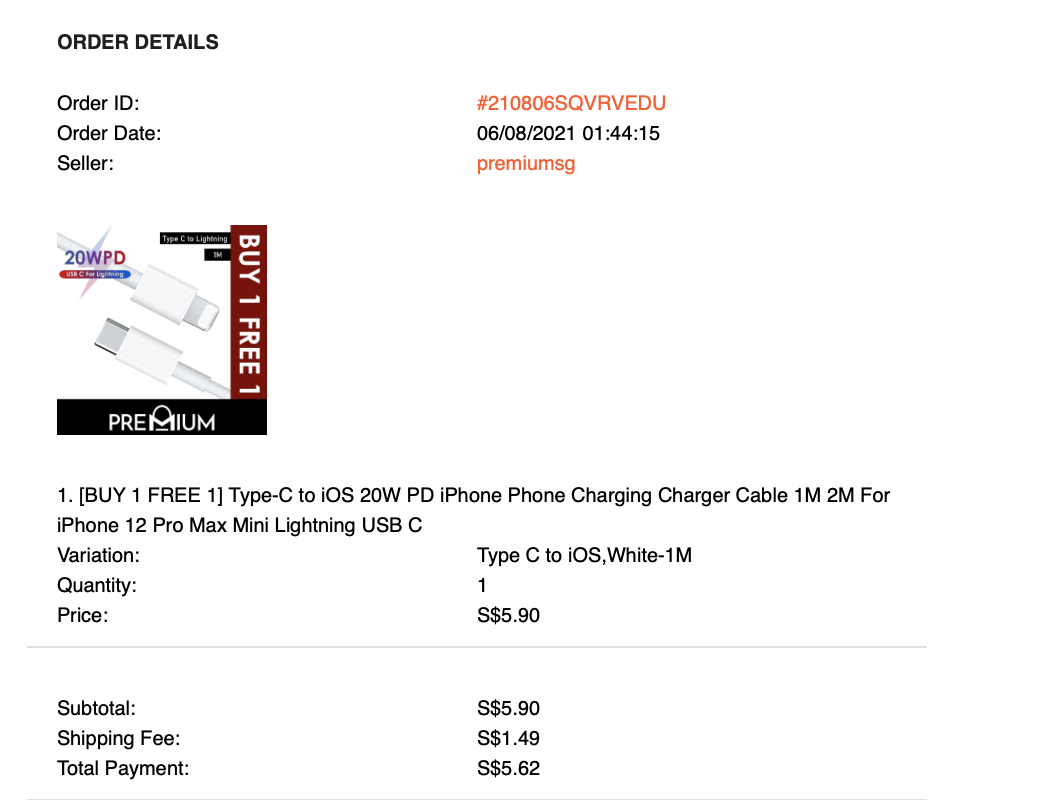 ORDER DETAILS
Order ID: #210806SQVRVEDU
Order Date: 06/08/2021 01:44:15
Seller: premiumsg
Type C to Lightning
1M
20WPD
USB C For Lightning
BUY 1 FREE 1
PREMIUM
1. [BUY 1 FREE 1] Type-C to iOS 20W PD iPhone Phone Charging Charger Cable 1M 2M For
iPhone 12 Pro Max Mini Lightning USB C
Variation: Type C to iOS,White-1M
Quantity: 1
Price: S$5.90
Subtotal: S$5.90
Shipping Fee: S$1.49
Total Payment: S$5.62